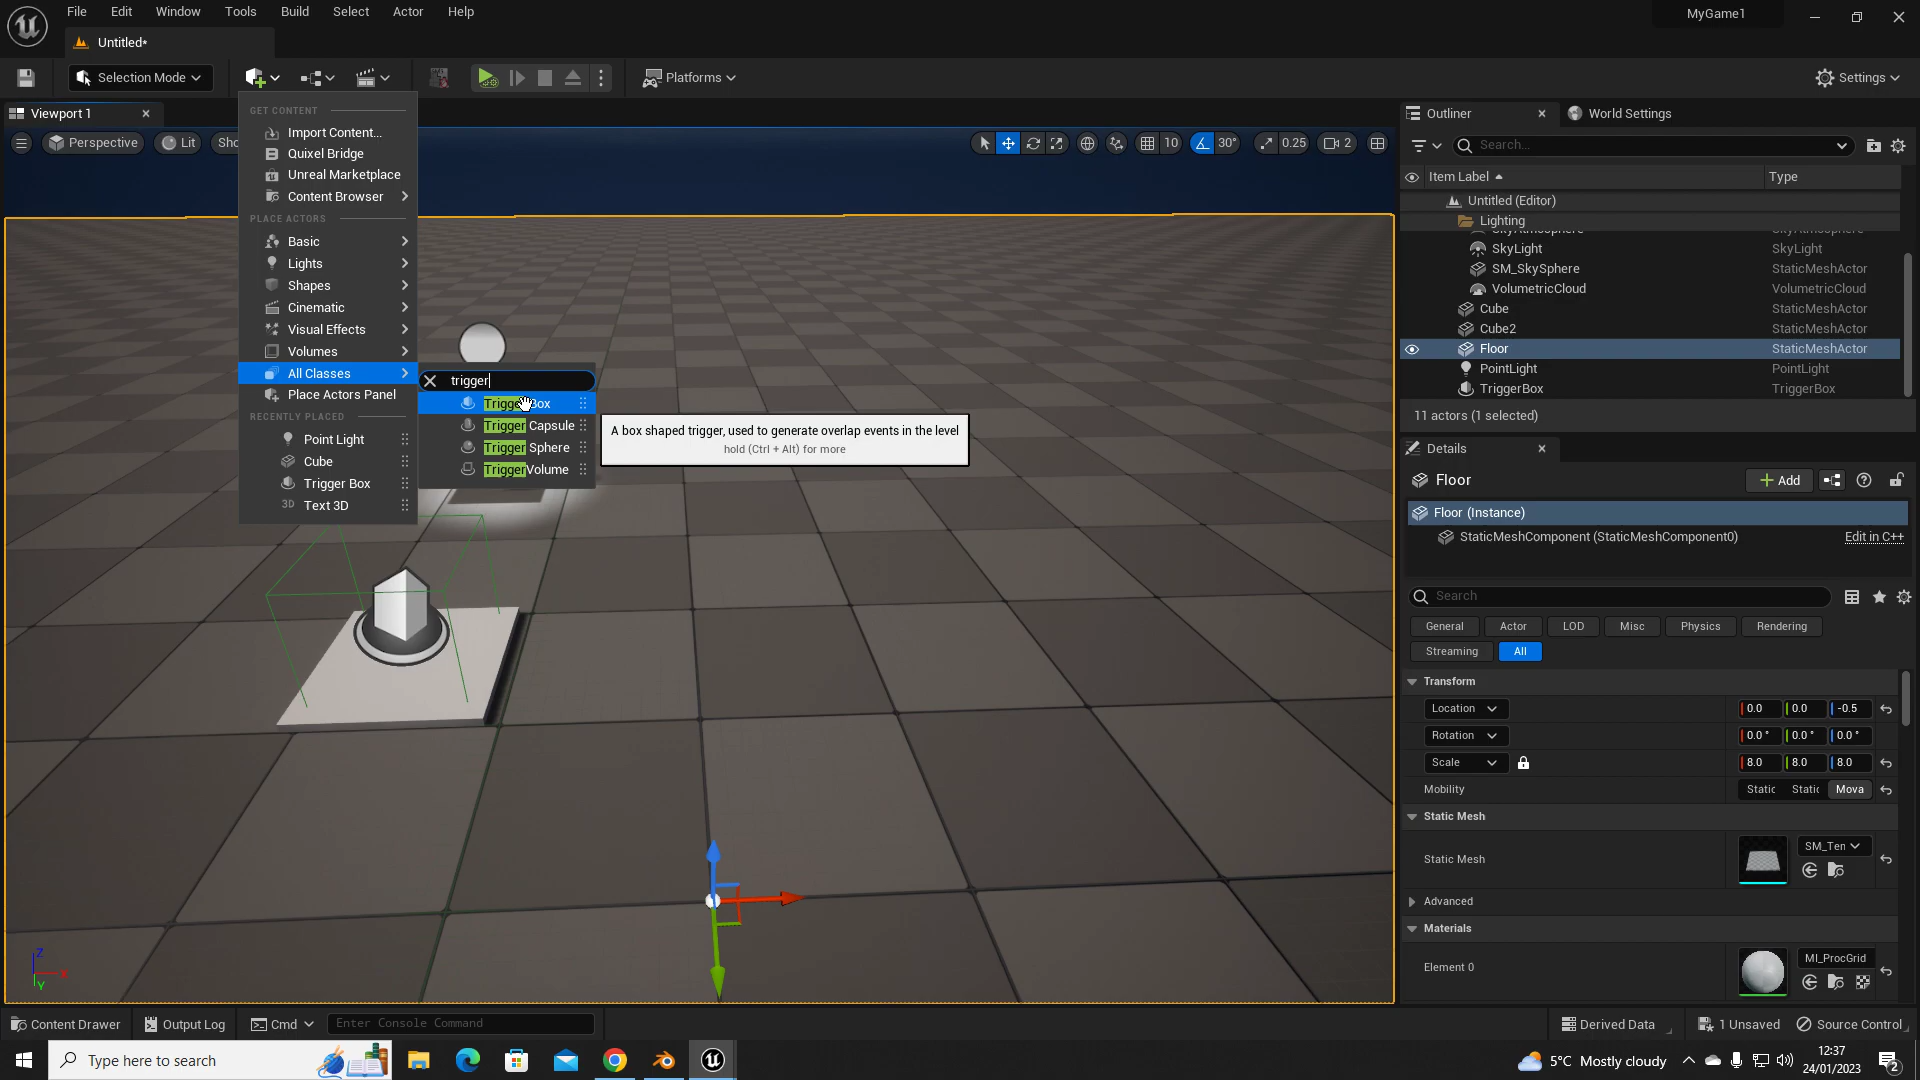 File Edit Window Tools Build Select Actor Help
MyGame1
Untitled*
Selection Mode
Platforms
Settings
Viewport 1
Perspective
Lit
Sho
10
30°
0.25
2
GET CONTENT
Import Content...
Quixel Bridge
Unreal Marketplace
Content Browser
PLACE ACTORS
Basic
Lights
Shapes
Cinematic
Visual Effects
Volumes
All Classes
Place Actors Panel
RECENTLY PLACED
Point Light
Cube
Trigger Box
3D Text 3D
trigger
Trigger Box
Trigger Capsule
Trigger Sphere
TriggerVolume
A box shaped trigger, used to generate overlap events in the level
hold (Ctrl + Alt) for more
Z
X
Y
Outliner
World Settings
Search...
Item Label
Type
Untitled (Editor)
Lighting
SkyAtmosphere SkyAtmosphere
SkyLight SkyLight
SM_SkySphere StaticMeshActor
VolumetricCloud VolumetricCloud
Cube StaticMeshActor
Cube2 StaticMeshActor
Floor StaticMeshActor
PointLight PointLight
TriggerBox TriggerBox
11 actors (1 selected)
Details
Floor
Add
Floor (Instance)
StaticMeshComponent (StaticMeshComponent0)
Edit in C++
Search
General Actor LOD Misc Physics Rendering
Streaming All
Transform
Location 0.0 0.0 -0.5
Rotation 0.0 ° 0.0 ° 0.0 °
Scale 8.0 8.0 8.0
Mobility Static Static Mova
Static Mesh
Static Mesh SM_Ten
Advanced
Materials
Element 0 MI_ProcGrid
Content Drawer
Output Log
Cmd
Enter Console Command
Derived Data
1 Unsaved
Source Control
Type here to search
5°C Mostly cloudy
12:37
24/01/2023
2